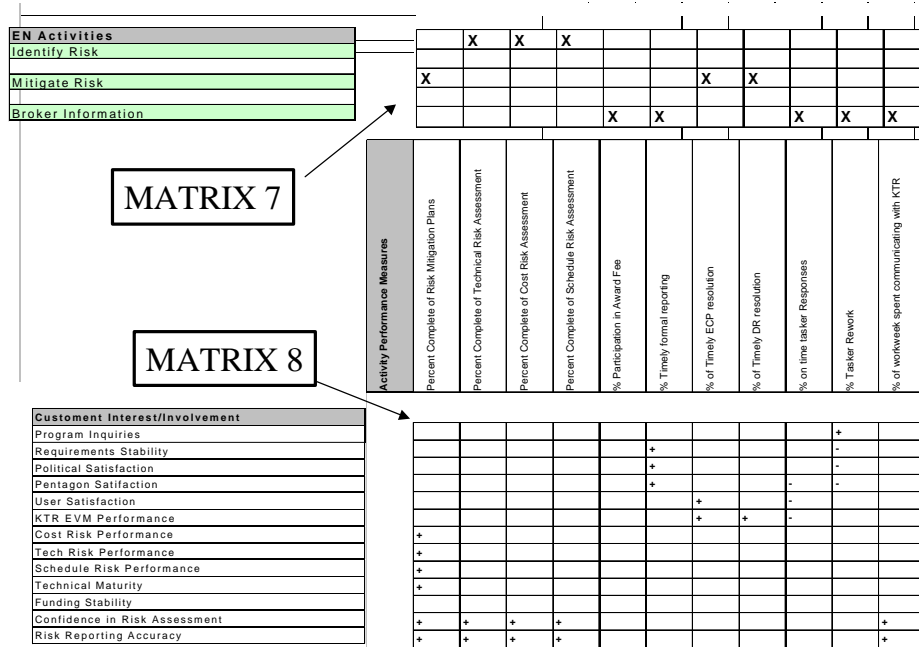 EN Activities
X X X
Identify Risk
Mitigate Risk
X X X
Broker Information
X X X X X
MATRIX 7
Activity Performance Measures
Percent Complete of Risk Mitigation Plans
Percent Complete of Technical Risk Assessment
Percent Complete of Cost Risk Assessment
Percent Complete of Schedule Risk Assessment
% Participation in Award Fee
% Timely formal reporting
% of Timely ECP resolution
% of Timely DR resolution
% on time tasker Responses
% Tasker Rework
% of workweek spent communicating with KTR
MATRIX 8
Customent Interest/Involvement
Program Inquiries +
Requirements Stability + -
Political Satisfaction + -
Pentagon Satifaction + - -
User Satisfaction + -
KTR EVM Performance + + -
Cost Risk Performance +
Tech Risk Performance +
Schedule Risk Performance +
Technical Maturity +
Funding Stability
Confidence in Risk Assessment + + + + +
Risk Reporting Accuracy + + + + +